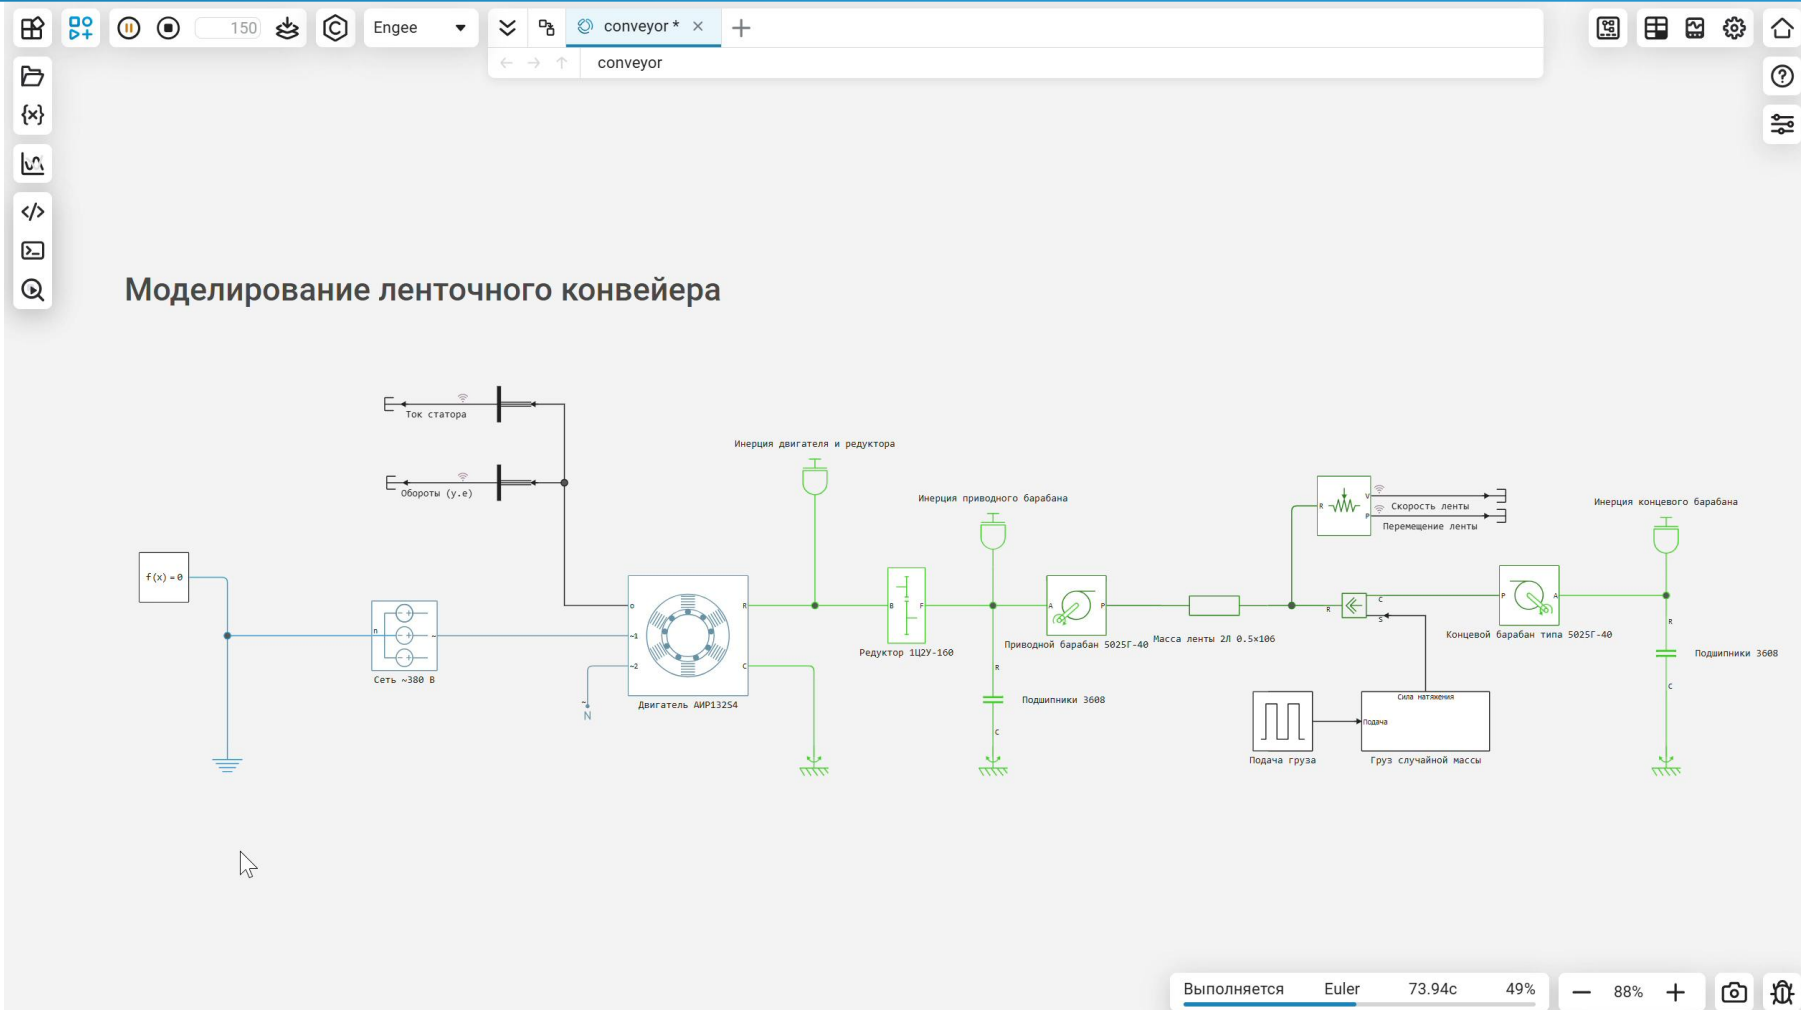 150
Engee
conveyor *
conveyor
Моделирование ленточного конвейера
Ток статора
Обороты (у.е)
Инерция двигателя и редуктора
Инерция приводного барабана
Скорость ленты
Перемещение ленты
Инерция концевого барабана
f(x) = 0
n
Сеть ~380 В
~1
~2
N
R
C
Двигатель АИР132S4
B
F
Редуктор 1Ц2У-160
A
P
Приводной барабан 5025Г-40
Масса ленты 2Л 0.5х106
R
V
P
R
C
S
P
A
Концевой барабан типа 5025Г-40
R
C
Подшипники 3608
R
C
Подшипники 3608
Подача груза
Сила натяжения
Подача
Груз случайной массы
Выполняется
Euler
73.94с
49%
88%